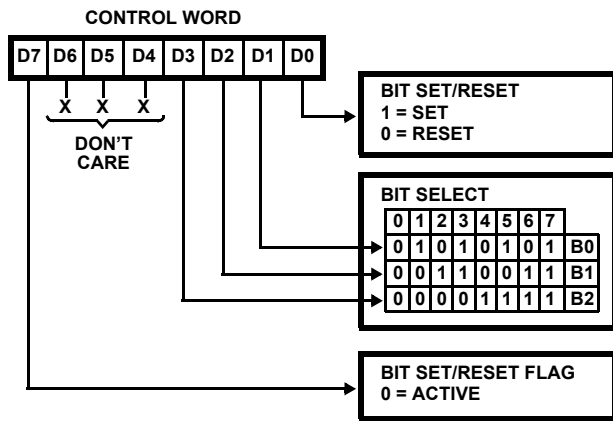 CONTROL WORD
D7 D6 D5 D4 D3 D2 D1 D0
X X X
DON'T
CARE
BIT SET/RESET
1 = SET
0 = RESET
BIT SELECT
0 1 2 3 4 5 6 7
0 1 0 1 0 1 0 1 B0
0 0 1 1 0 0 1 1 B1
0 0 0 0 1 1 1 1 B2
BIT SET/RESET FLAG
0 = ACTIVE